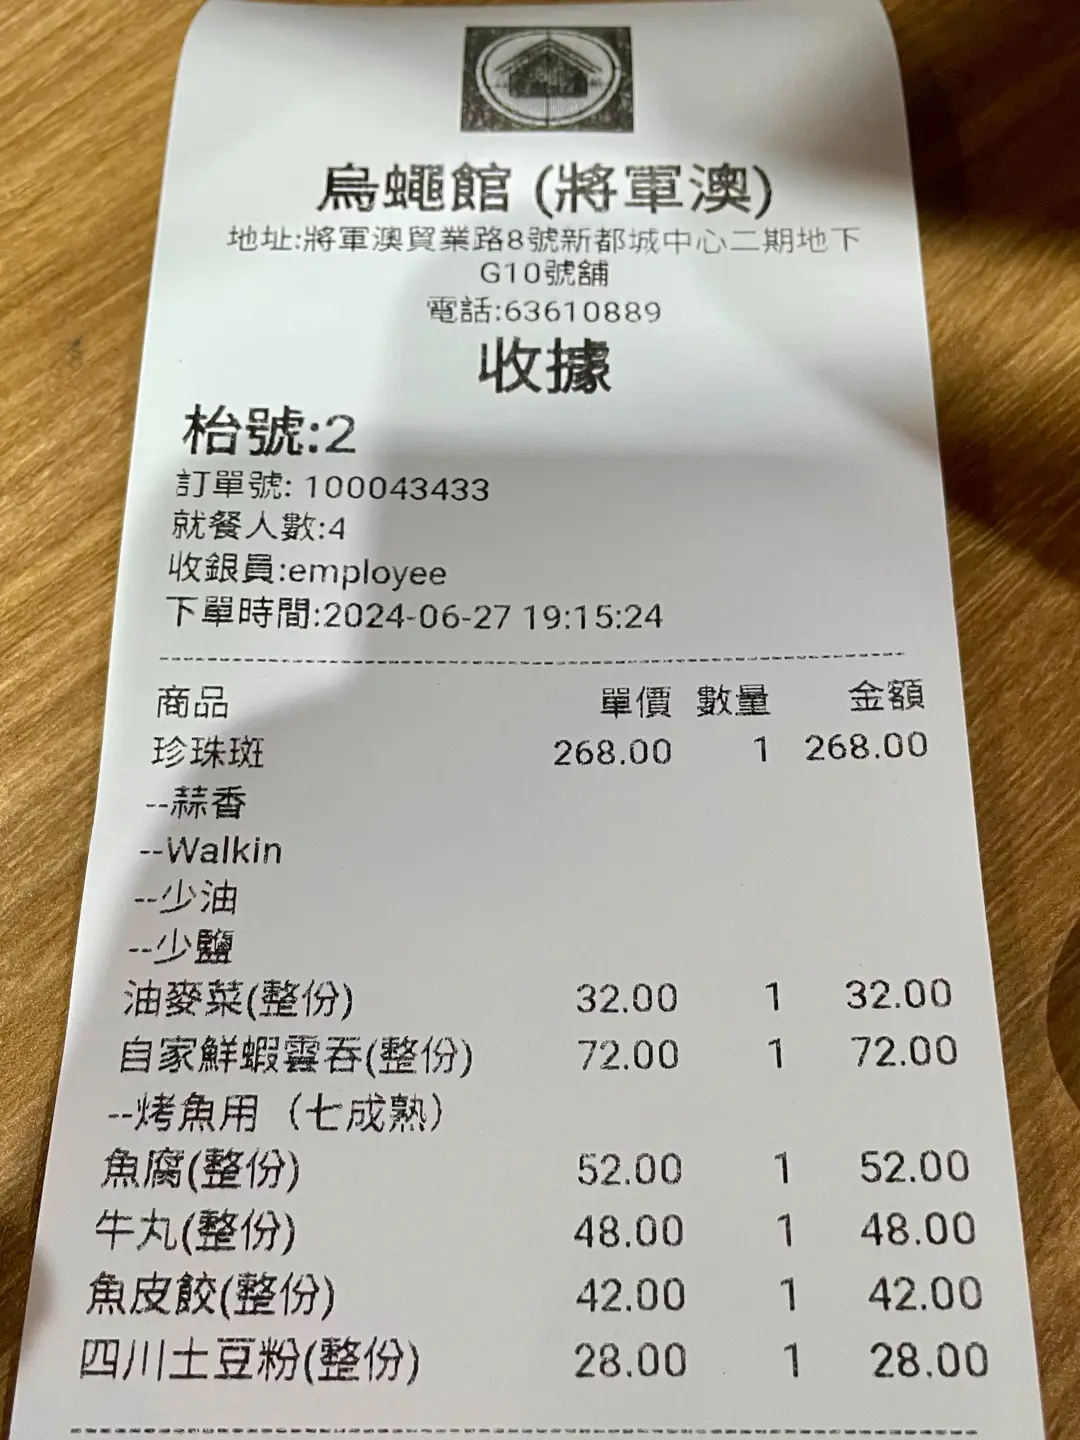 烏蠅館 (將軍澳)
地址:將軍澳貿業路8號新都城中心二期地下
G10號舖
電話:63610889
收據
枱號:2
訂單號: 100043433
就餐人數:4
收銀員:employee
下單時間:2024-06-27 19:15:24
商品 單價 數量 金額
珍珠斑 268.00 1 268.00
--蒜香
--Walkin
--少油
--少鹽
油麥菜(整份) 32.00 1 32.00
自家鮮蝦雲吞(整份) 72.00 1 72.00
--烤魚用（七成熟）
魚腐(整份) 52.00 1 52.00
牛丸(整份) 48.00 1 48.00
魚皮餃(整份) 42.00 1 42.00
四川土豆粉(整份) 28.00 1 28.00